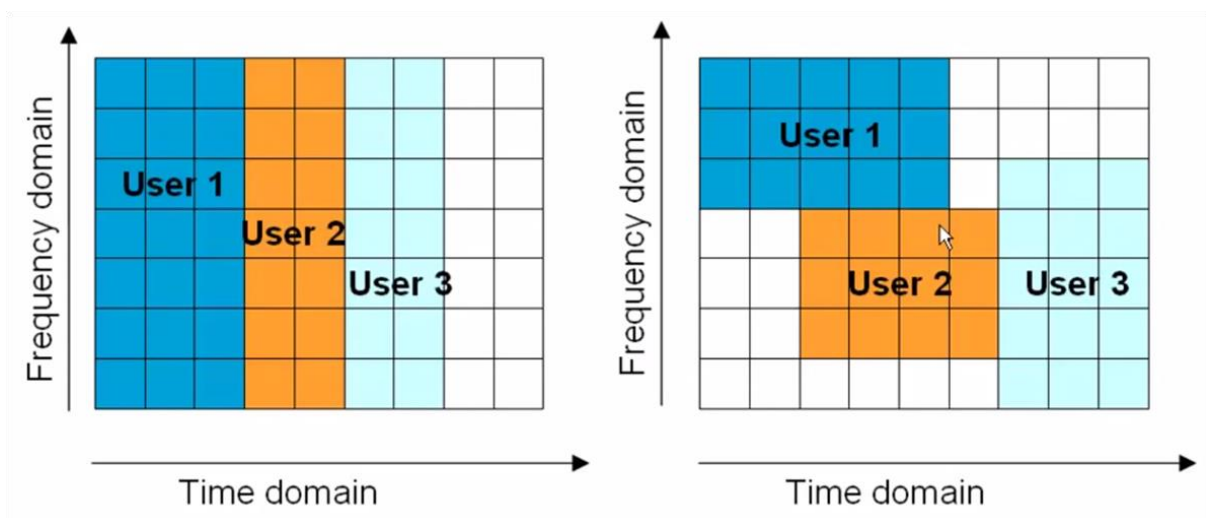 Frequency domain
User 1
User 2
User 3
Time domain
Frequency domain
User 1
User 2
User 3
Time domain